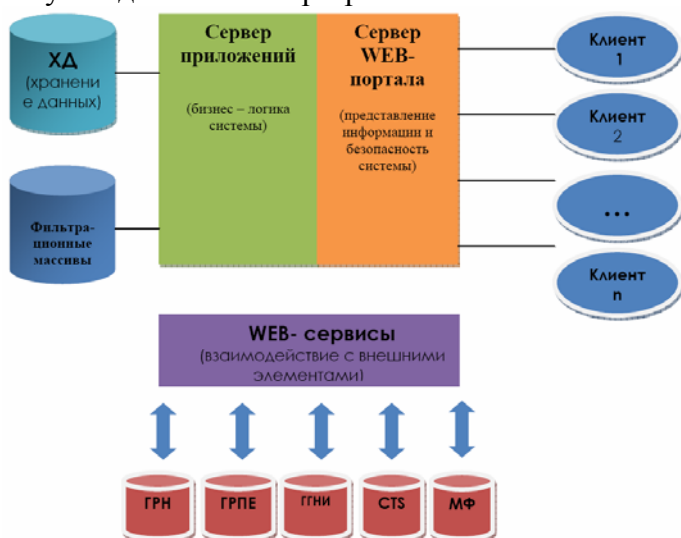 ХД
(хранени
е данных)
Фильтра-
ционные
массивы
Сервер
приложений
(бизнес – логика
системы)
Сервер
WEB-
портала
(представление
информации и
безопасность
системы)
Клиент
1
Клиент
2
...
Клиент
n
WEB- сервисы
(взаимодействие с внешними
элементами)
ГРН
ГРПЕ
ГГНИ
CTS
МФ